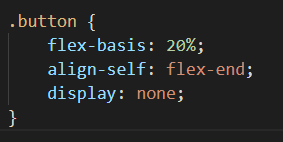 .button {
    flex-basis: 20%;
    align-self: flex-end;
    display: none;
}